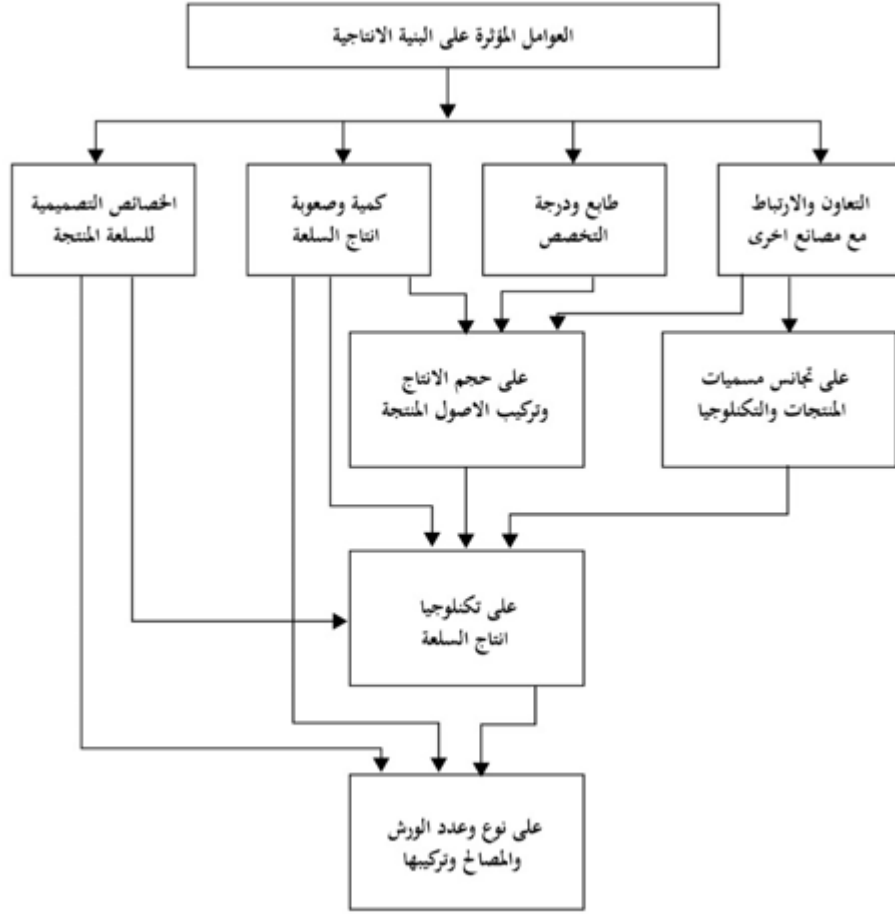 العوامل المؤثرة على البنية الانتاجية
التعاون والارتباط
مع مصانع اخرى
طابع ودرجة
التخصص
كمية وصعوبة
انتاج السلعة
الخصائص التصميمية
للسلعة المنتجة
على تجانس مسميات
المنتجات والتكنلوجيا
على حجم الانتاج
وتركيب الاصول المنتجة
على تكنلوجيا
انتاج السلعة
على نوع وعدد الورش
والمصالح وتركيبها